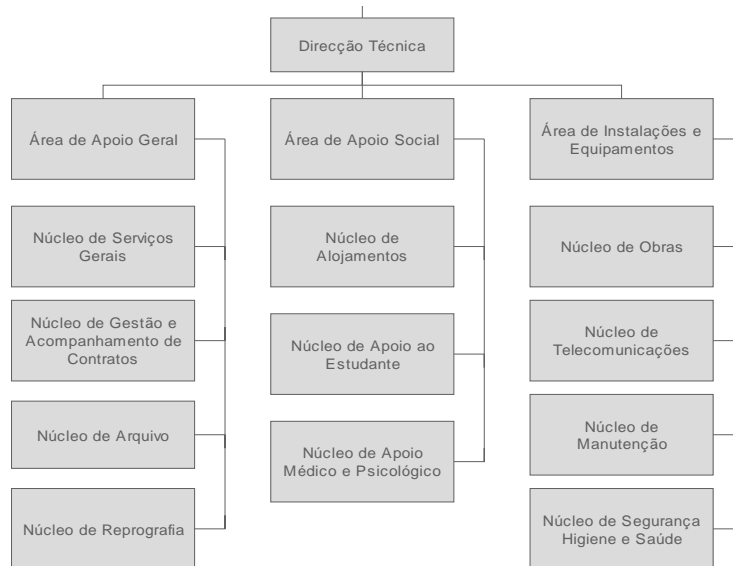 Direcção Técnica
Área de Apoio Geral
Núcleo de Serviços
Gerais
Núcleo de Gestão e
Acompanhamento de
Contratos
Núcleo de Arquivo
Núcleo de Reprografia
Área de Apoio Social
Núcleo de
Alojamentos
Núcleo de Apoio ao
Estudante
Núcleo de Apoio
Médico e Psicológico
Área de Instalações e
Equipamentos
Núcleo de Obras
Núcleo de
Telecomunicações
Núcleo de
Manutenção
Núcleo de Segurança
Higiene e Saúde